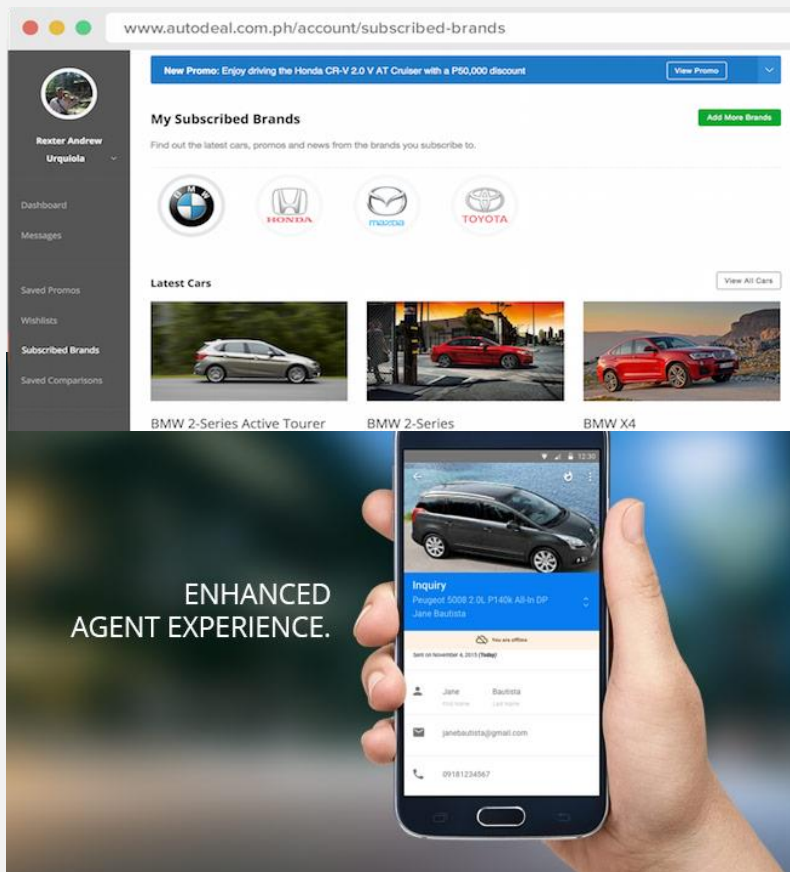 www.autodeal.com.ph/account/subscribed-brands
New Promo: Enjoy driving the Honda CR-V 2.0 V AT Cruiser with a P50,000 discount
View Promo
Rexter Andrew
Urquiola
My Subscribed Brands
Add More Brands
Find out the latest cars, promos and news from the brands you subscribe to.
BMW
HONDA
mazda
TOYOTA
Dashboard
Messages
Saved Promos
Wishlists
Subscribed Brands
Saved Comparisons
Latest Cars
View All Cars
BMW 2-Series Active Tourer
BMW 2-Series
BMW X4
ENHANCED
AGENT EXPERIENCE.
12:30
Inquiry
Peugeot 5008 2.0L P140k All-In DP
Jane Bautista
You are offline
Sent on November 4, 2015 (Today)
Jane Bautista
First Name Last Name
janebautista@gmail.com
09181234567